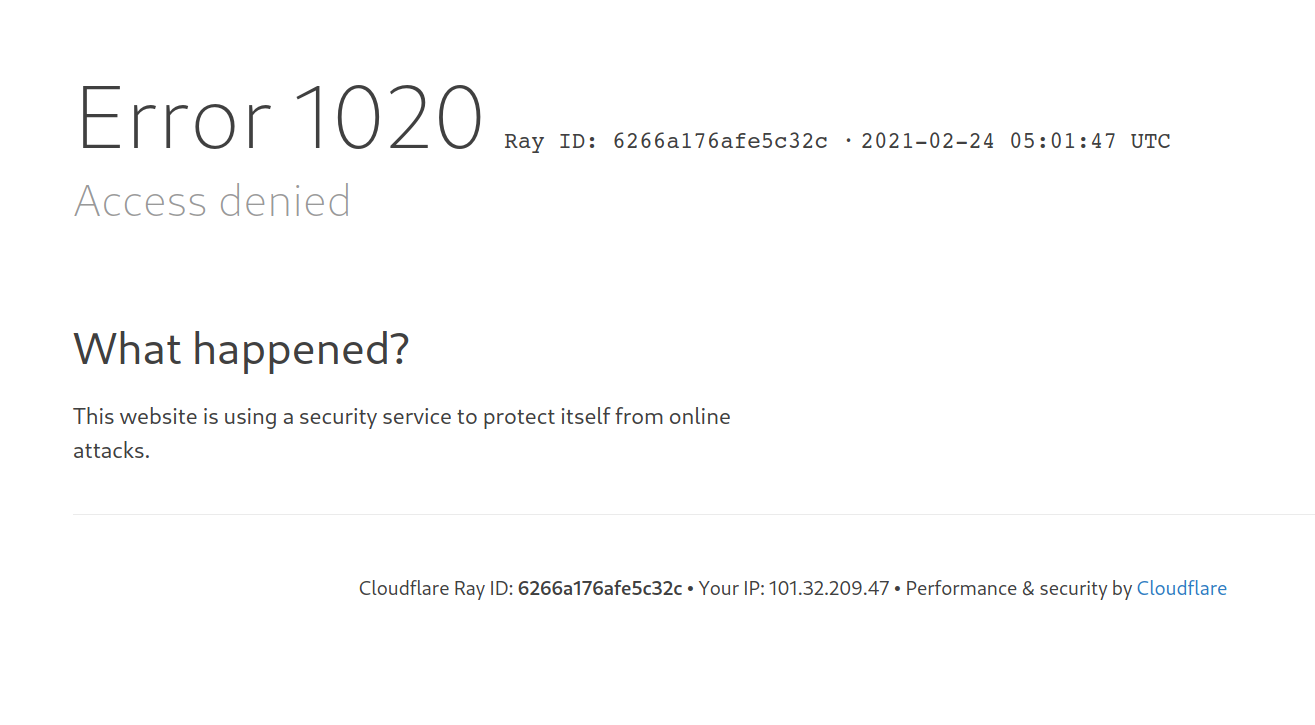 Error 1020 Ray ID: 6266a176afe5c32c · 2021-02-24 05:01:47 UTC
Access denied
What happened?
This website is using a security service to protect itself from online
attacks.
Cloudflare Ray ID: 6266a176afe5c32c • Your IP: 101.32.209.47 • Performance & security by Cloudflare